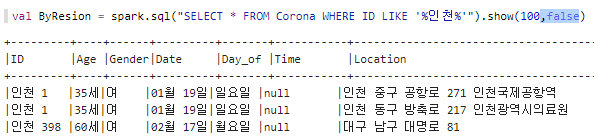 val ByResion = spark.sql("SELECT * FROM Corona WHERE ID LIKE '%인천%'").show(100,false)
+---------+----+------+--------+------+---------+--------------------------------
|ID |Age |Gender|Date |Day_of |Time |Location
+---------+----+------+--------+------+---------+--------------------------------
|인천 1 |35세|여 |01월 19일|일요일 |null |인천 중구 공항로 271 인천국제공항역
|인천 1 |35세|여 |01월 19일|일요일 |null |인천 동구 방축로 217 인천광역시의료원
|인천 398 |60세|여 |02월 17일|월요일 |null |대구 남구 대명로 81